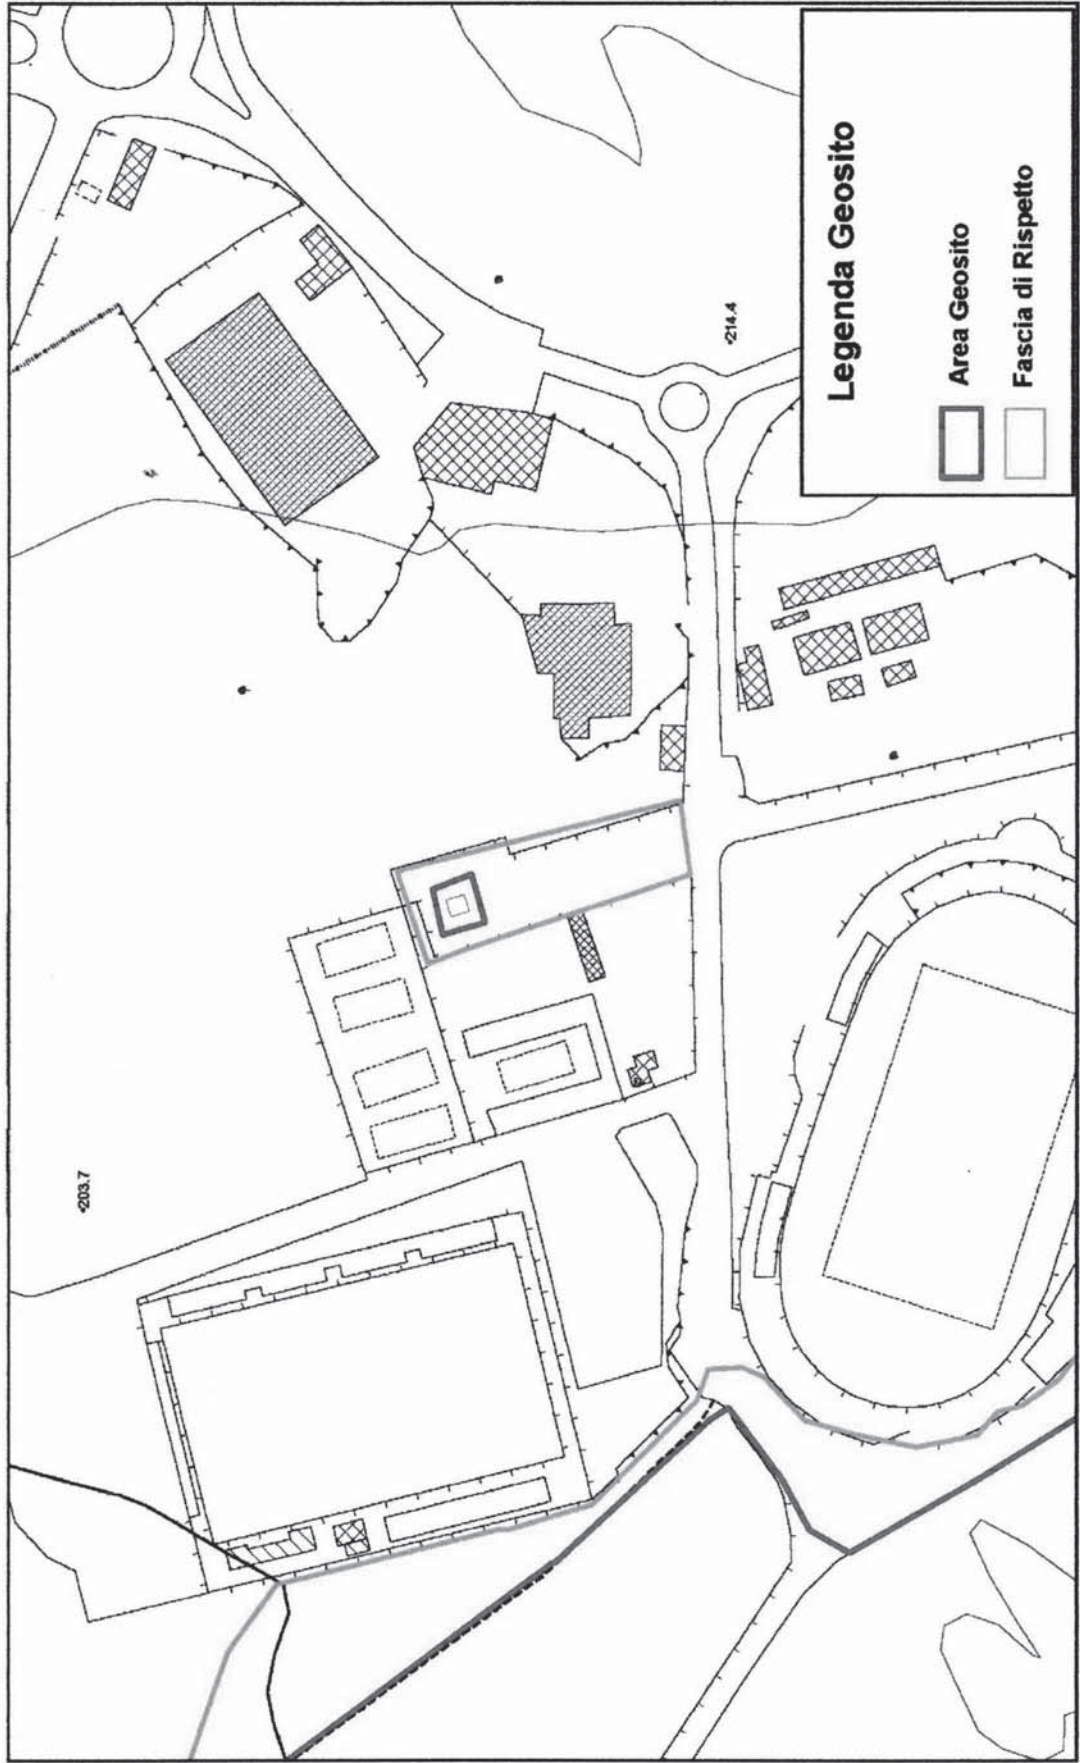 Legenda Geosito
Area Geosito
Fascia di Rispetto
214.4
203.7